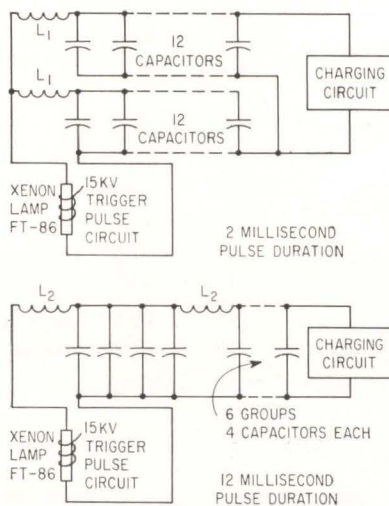 L1
12
CAPACITORS
CHARGING
CIRCUIT
L1
12
CAPACITORS
XENON
LAMP
FT-86
15KV
TRIGGER
PULSE
CIRCUIT
2 MILLISECOND
PULSE DURATION
L2
L2
CHARGING
CIRCUIT
6 GROUPS
4 CAPACITORS EACH
XENON
LAMP
FT-86
15KV
TRIGGER
PULSE
CIRCUIT
12 MILLISECOND
PULSE DURATION